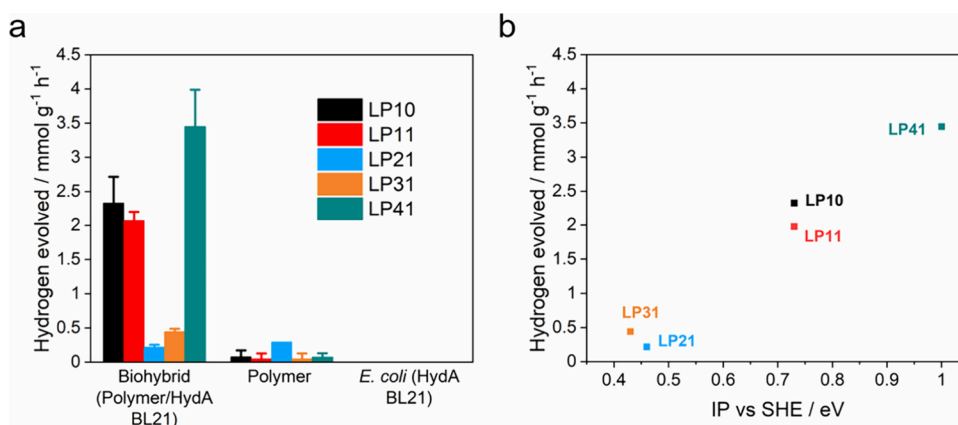 a
Hydrogen evolved / mmol g⁻¹ h⁻¹
4.5
4
3.5
3
2.5
2
1.5
1
0.5
0
LP10
LP11
LP21
LP31
LP41
Biohybrid
(Polymer/HydA
BL21)
Polymer
E. coli (HydA
BL21)
b
Hydrogen evolved / mmol g⁻¹ h⁻¹
4.5
4
3.5
3
2.5
2
1.5
1
0.5
0
LP41
LP10
LP11
LP31
LP21
0.4 0.5 0.6 0.7 0.8 0.9 1
IP vs SHE / eV